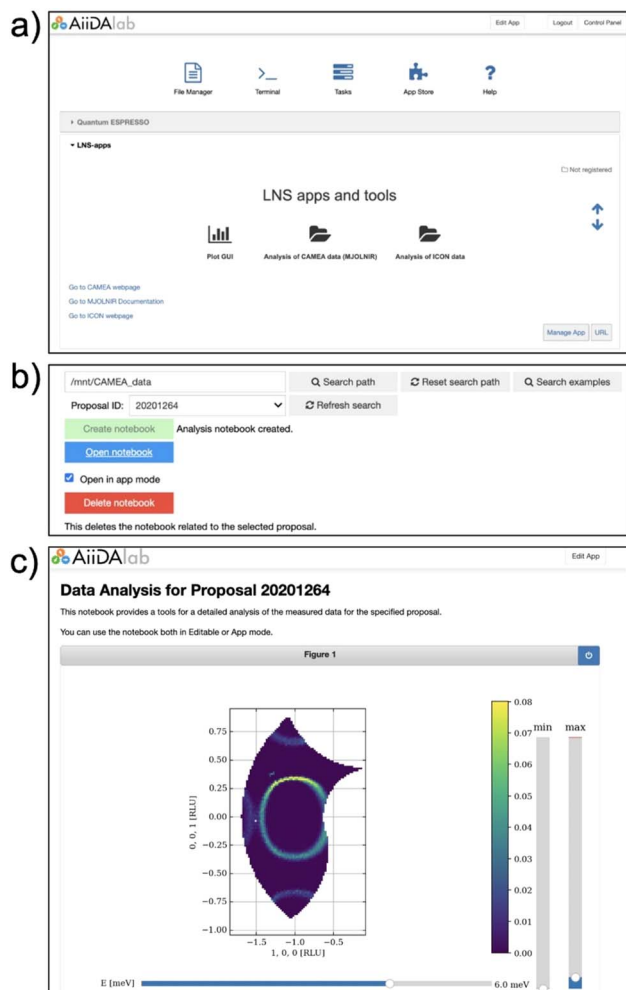 a)
AiiDAlab
Edit App Logout Control Panel
File Manager Terminal Tasks App Store Help
Quantum ESPRESSO
LNS-apps
Not registered
LNS apps and tools
Plot GUI Analysis of CAMEA data (MJOLNIR) Analysis of ICON data
Go to CAMEA webpage
Go to MJOLNIR Documentation
Go to ICON webpage
Manage App URL
b)
/mnt/CAMEA_data Search path Reset search path Search examples
Proposal ID: 20201264 Refresh search
Create notebook Analysis notebook created.
Open notebook
Open in app mode
Delete notebook
This deletes the notebook related to the selected proposal.
c)
AiiDAlab
Edit App
Data Analysis for Proposal 20201264
This notebook provides a tools for a detailed analysis of the measured data for the specified proposal.
You can use the notebook both in Editable or App mode.
Figure 1
0.75
0.50
0.25
0.00
−0.25
−0.50
−0.75
−1.00
0, 0, 1 [RLU]
−1.5 −1.0 −0.5
1, 0, 0 [RLU]
0.08
0.07
0.06
0.05
0.04
0.03
0.02
0.01
0.00
min max
E [meV] 6.0 meV